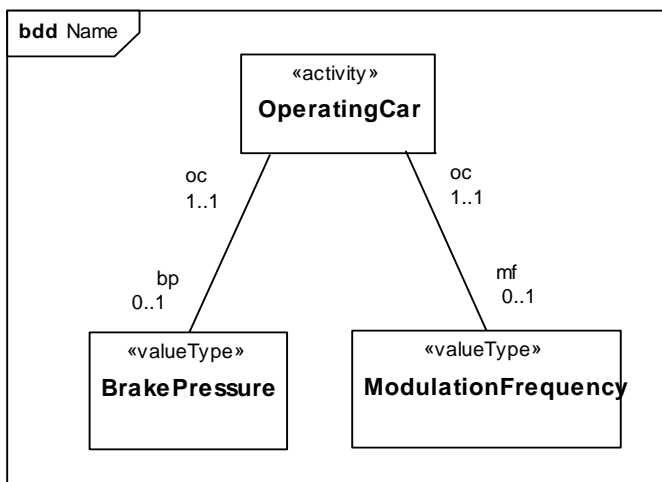 bdd Name
«activity»
OperatingCar
oc
1..1
oc
1..1
bp
0..1
mf
0..1
«valueType»
BrakePressure
«valueType»
ModulationFrequency